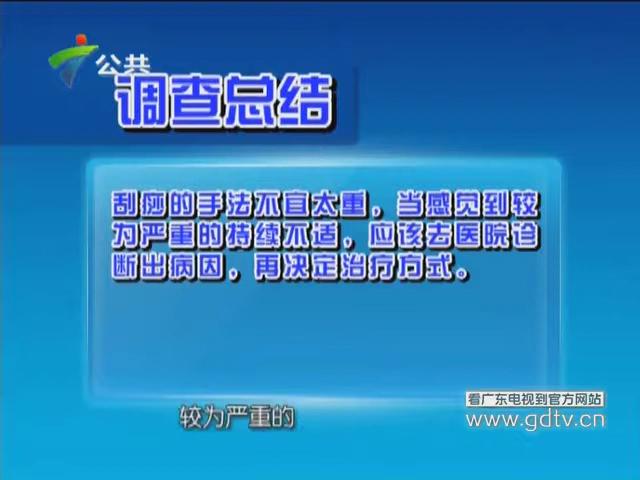 公共
调查总结
刮痧的手法不宜太重，当感觉到较
为严重的持续不适，应该去医院诊
断出病因，再决定治疗方式。
看广东电视到官方网站
较为严重的
www.gdtv.cn